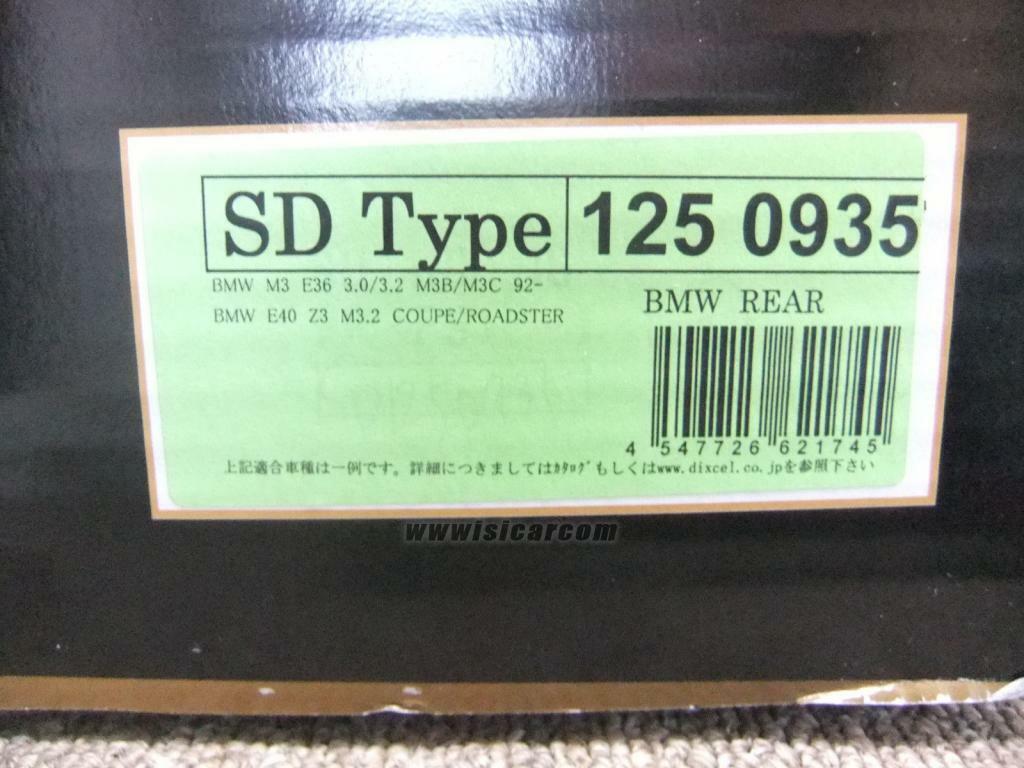 SD Type 125 0935
BMW M3 E36 3.0/3.2 M3B/M3C 92-
BMW E40 Z3 M3.2 COUPE/ROADSTER
BMW REAR
4 547726 621745
上記適合車種は一例です。詳細につきましてはｶﾀﾛｸﾞもしくはwww.dixcel.co.jpを参照下さい
wwwisicarcom